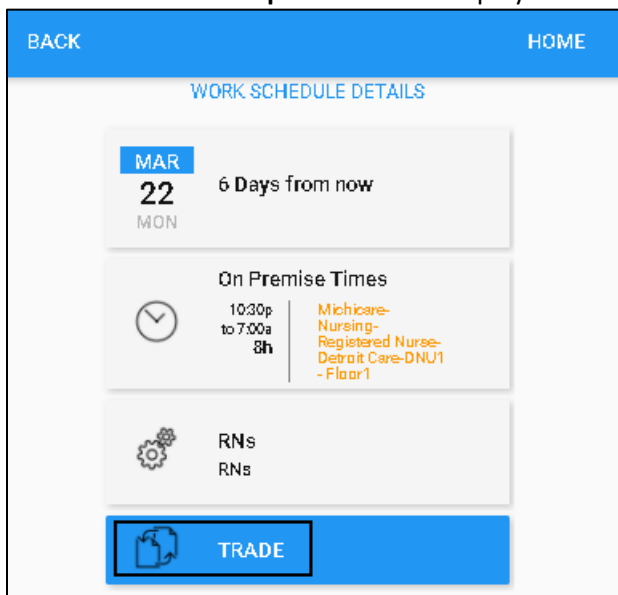 BACK HOME
WORK SCHEDULE DETAILS
MAR
22
MON
6 Days from now
On Premise Times
10:30p
to 7:00a
8h
Michicare-
Nursing-
Registered Nurse-
Detroit Care-DNU1
- Floor1
RNs
RNs
TRADE